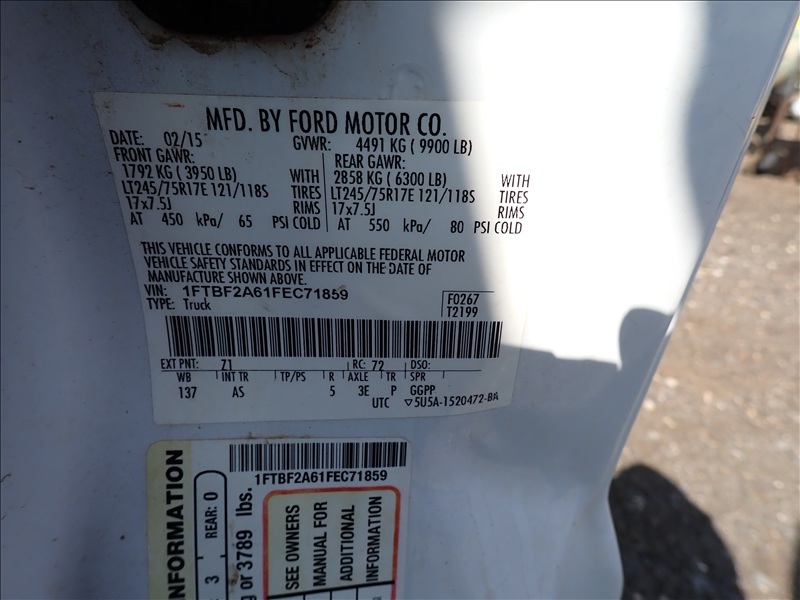 MFD. BY FORD MOTOR CO.
DATE: 02/15 GVWR: 4491 KG ( 9900 LB)
FRONT GAWR: REAR GAWR:
1792 KG ( 3950 LB) WITH 2858 KG ( 6300 LB) WITH
LT245/75R17E 121/118S TIRES LT245/75R17E 121/118S TIRES
17x7.5J RIMS 17x7.5J RIMS
AT 450 kPa/ 65 PSI COLD AT 550 kPa/ 80 PSI COLD
THIS VEHICLE CONFORMS TO ALL APPLICABLE FEDERAL MOTOR
VEHICLE SAFETY STANDARDS IN EFFECT ON THE DATE OF
MANUFACTURE SHOWN ABOVE.
VIN: 1FTBF2A61FEC71859 F0267
TYPE: Truck T2199
EXT PNT: Z1 RC: 72 DSO:
WB INT TR TP/PS R AXLE TR SPR
137 AS 5 3E P GGPP
UTC ▽5U5A-1520472-BA
1FTBF2A61FEC71859
INFORMATION
3 REAR: 0
or 3789 lbs.
SEE OWNERS
MANUAL FOR
ADDITIONAL
INFORMATION